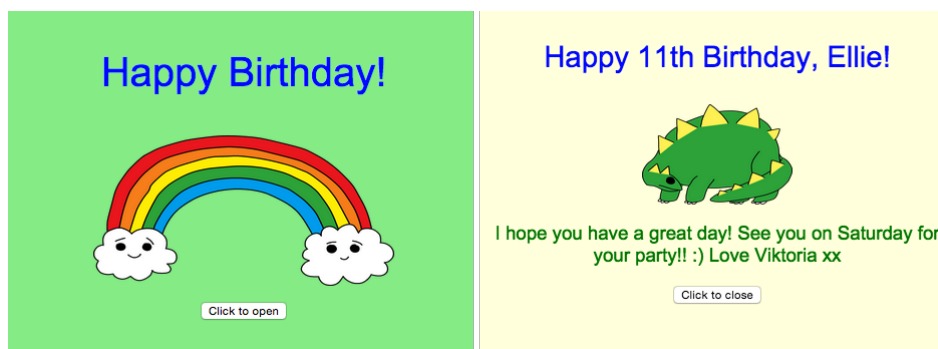 Happy Birthday!
Click to open
Happy 11th Birthday, Ellie!
I hope you have a great day! See you on Saturday for
your party!! :) Love Viktoria xx
Click to close